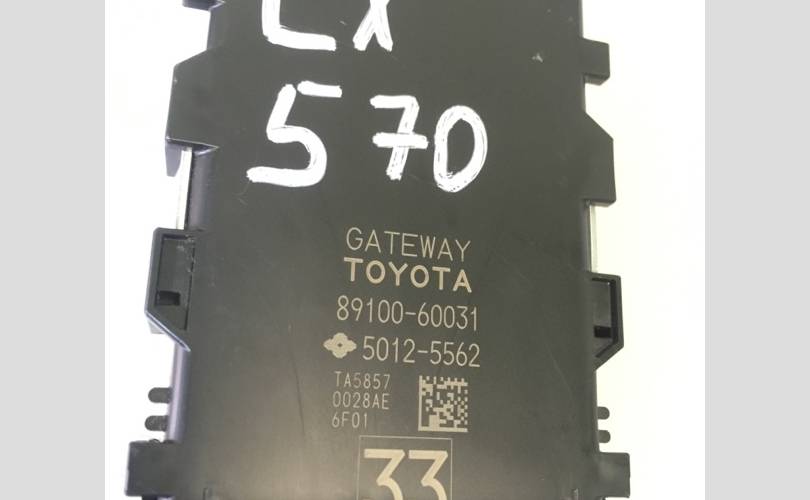 LX
570
GATEWAY
TOYOTA
89100-60031
5012-5562
TA5857
0028AE
6F01
33